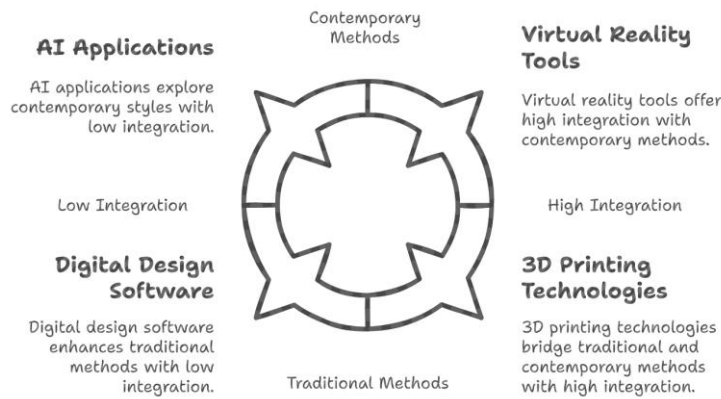 Contemporary
Methods
AI Applications
AI applications explore
contemporary styles with
low integration.
Virtual Reality
Tools
Virtual reality tools offer
high integration with
contemporary methods.
Low Integration
High Integration
Digital Design
Software
Digital design software
enhances traditional
methods with low
integration.
3D Printing
Technologies
3D printing technologies
bridge traditional and
contemporary methods
with high integration.
Traditional Methods